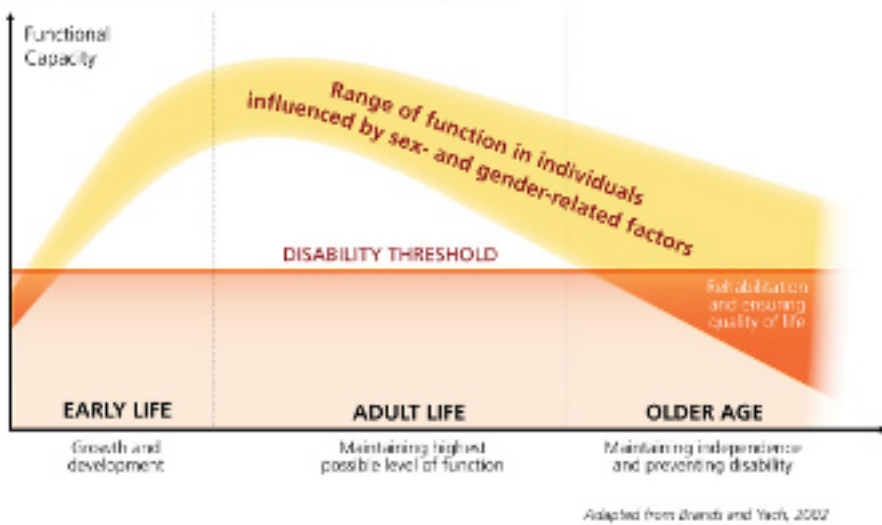 Functional
Capacity
Range of function in individuals
influenced by sex- and gender-related factors
DISABILITY THRESHOLD
Rehabilitation
and ensuring
quality of life
EARLY LIFE
ADULT LIFE
OLDER AGE
Growth and
development
Maintaining highest
possible level of function
Maintaining independence
and preventing disability
Adapted from Brands and Yach, 2002